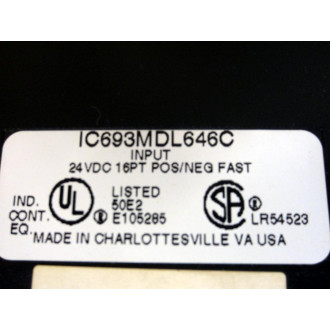 IC693MDL646C
INPUT
24VDC 16PT POS/NEG FAST
IND. CONT. EQ.
UL
LISTED
50E2
E105285
SA
LR54523
MADE IN CHARLOTTESVILLE VA USA